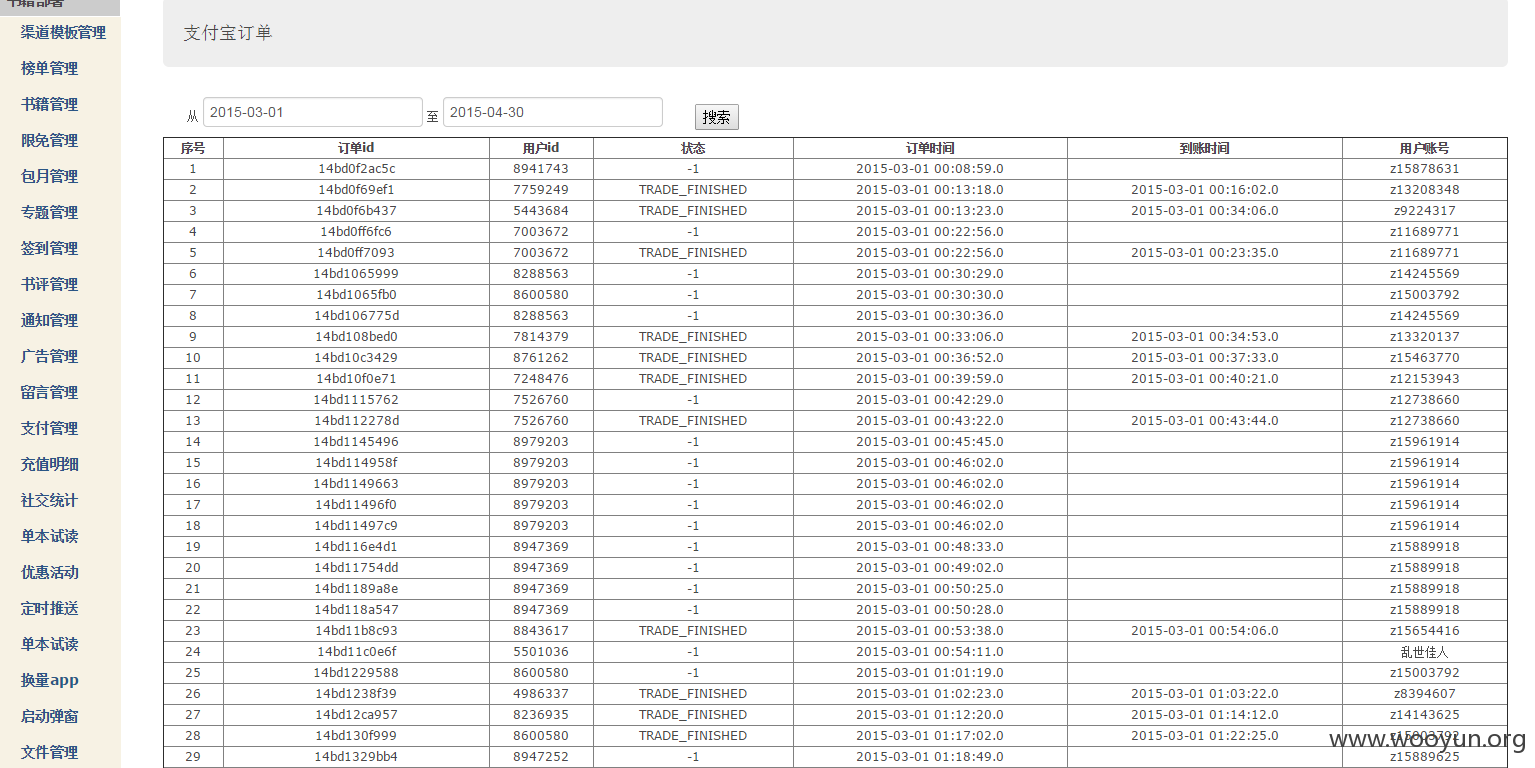 支付宝订单
渠道模板管理
榜单管理
书籍管理
限免管理
包月管理
专题管理
签到管理
书评管理
通知管理
广告管理
留言管理
支付管理
充值明细
社交统计
单本试读
优惠活动
定时推送
单本试读
换量app
启动弹窗
文件管理
从 2015-03-01 至 2015-04-30 搜索
序号 订单id 用户id 状态 订单时间 到账时间 用户账号
1 14bd0f2ac5c 8941743 -1 2015-03-01 00:08:59.0 z15878631
2 14bd0f69ef1 7759249 TRADE_FINISHED 2015-03-01 00:13:18.0 2015-03-01 00:16:02.0 z13208348
3 14bd0f6b437 5443684 TRADE_FINISHED 2015-03-01 00:13:23.0 2015-03-01 00:34:06.0 z9224317
4 14bd0ff6fc6 7003672 -1 2015-03-01 00:22:56.0 z11689771
5 14bd0ff7093 7003672 TRADE_FINISHED 2015-03-01 00:22:56.0 2015-03-01 00:23:35.0 z11689771
6 14bd1065999 8288563 -1 2015-03-01 00:30:29.0 z14245569
7 14bd1065fb0 8600580 -1 2015-03-01 00:30:30.0 z15003792
8 14bd106775d 8288563 -1 2015-03-01 00:30:36.0 z14245569
9 14bd108bed0 7814379 TRADE_FINISHED 2015-03-01 00:33:06.0 2015-03-01 00:34:53.0 z13320137
10 14bd10c3429 8761262 TRADE_FINISHED 2015-03-01 00:36:52.0 2015-03-01 00:37:33.0 z15463770
11 14bd10f0e71 7248476 TRADE_FINISHED 2015-03-01 00:39:59.0 2015-03-01 00:40:21.0 z12153943
12 14bd1115762 7526760 -1 2015-03-01 00:42:29.0 z12738660
13 14bd112278d 7526760 TRADE_FINISHED 2015-03-01 00:43:22.0 2015-03-01 00:43:44.0 z12738660
14 14bd1145496 8979203 -1 2015-03-01 00:45:45.0 z15961914
15 14bd114958f 8979203 -1 2015-03-01 00:46:02.0 z15961914
16 14bd1149663 8979203 -1 2015-03-01 00:46:02.0 z15961914
17 14bd11496f0 8979203 -1 2015-03-01 00:46:02.0 z15961914
18 14bd11497c9 8979203 -1 2015-03-01 00:46:02.0 z15961914
19 14bd116e4d1 8947369 -1 2015-03-01 00:48:33.0 z15889918
20 14bd11754dd 8947369 -1 2015-03-01 00:49:02.0 z15889918
21 14bd1189a8e 8947369 -1 2015-03-01 00:50:25.0 z15889918
22 14bd118a547 8947369 -1 2015-03-01 00:50:28.0 z15889918
23 14bd11b8c93 8843617 TRADE_FINISHED 2015-03-01 00:53:38.0 2015-03-01 00:54:06.0 z15654416
24 14bd11c0e6f 5501036 -1 2015-03-01 00:54:11.0 乱世佳人
25 14bd1229588 8600580 -1 2015-03-01 01:01:19.0 z15003792
26 14bd1238f39 4986337 TRADE_FINISHED 2015-03-01 01:02:23.0 2015-03-01 01:03:22.0 z8394607
27 14bd12ca957 8236935 TRADE_FINISHED 2015-03-01 01:12:20.0 2015-03-01 01:14:12.0 z14143625
28 14bd130f999 8600580 TRADE_FINISHED 2015-03-01 01:17:02.0 2015-03-01 01:22:25.0 z15003792
29 14bd1329bb4 8947252 -1 2015-03-01 01:18:49.0 z15889625
www.wooyun.org